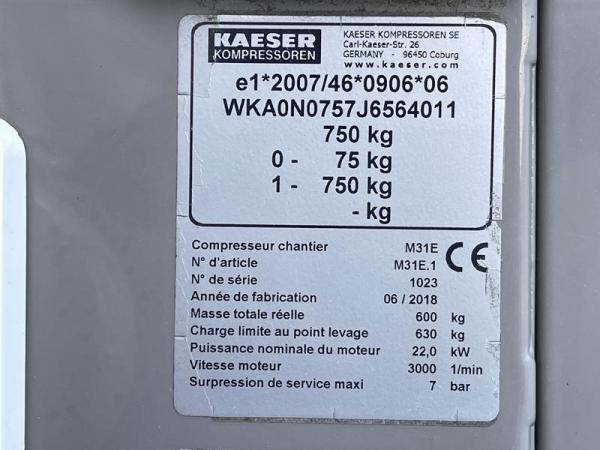 KAESER
KOMPRESSOREN
KAESER KOMPRESSOREN SE
Carl-Kaeser-Str. 26
GERMANY - 96450 Coburg
www.kaeser.com
e1*2007/46*0906*06
WKA0N0757J6564011
750 kg
0 - 75 kg
1 - 750 kg
- kg
CE
Compresseur chantier M31E
N° d'article M31E.1
N° de série 1023
Année de fabrication 06 / 2018
Masse totale réelle 600 kg
Charge limite au point levage 630 kg
Puissance nominale du moteur 22,0 kW
Vitesse moteur 3000 1/min
Surpression de service maxi 7 bar